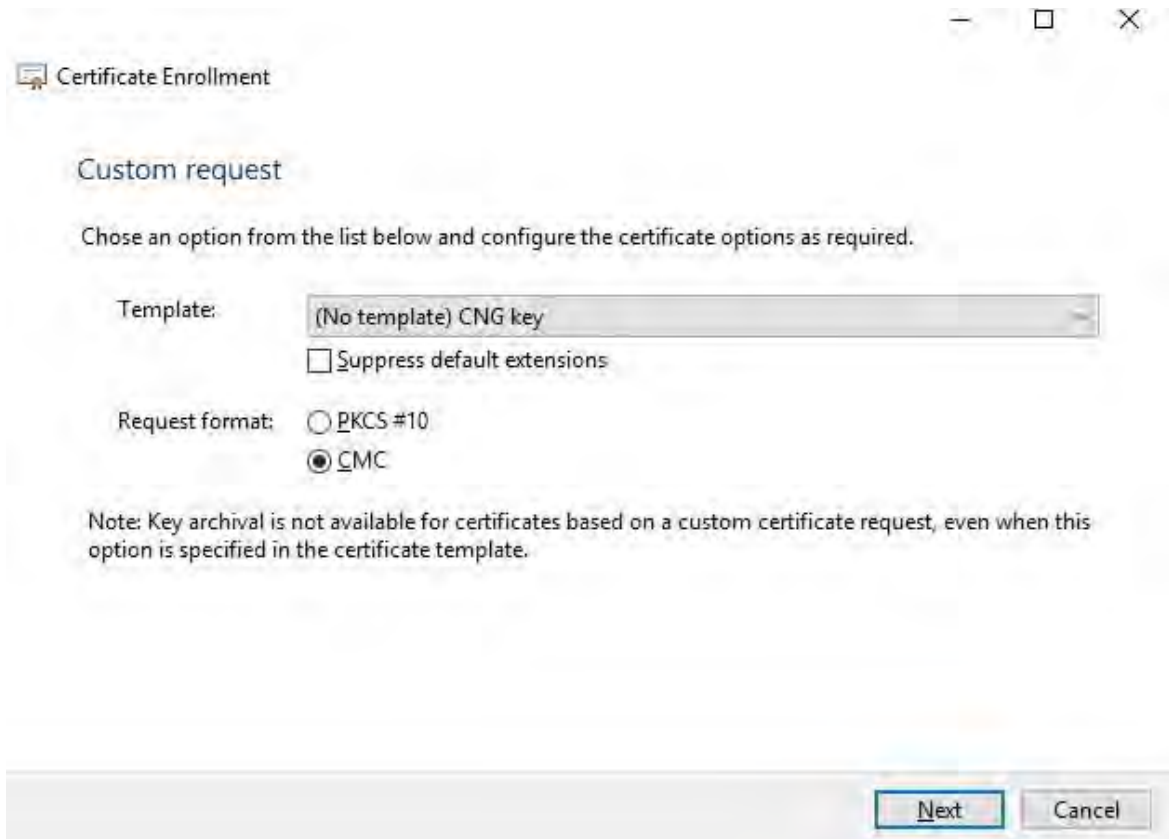 Certificate Enrollment
Custom request
Chose an option from the list below and configure the certificate options as required.
Template:
(No template) CNG key
Suppress default extensions
Request format:
PKCS #10
CMC
Note: Key archival is not available for certificates based on a custom certificate request, even when this
option is specified in the certificate template.
Next
Cancel